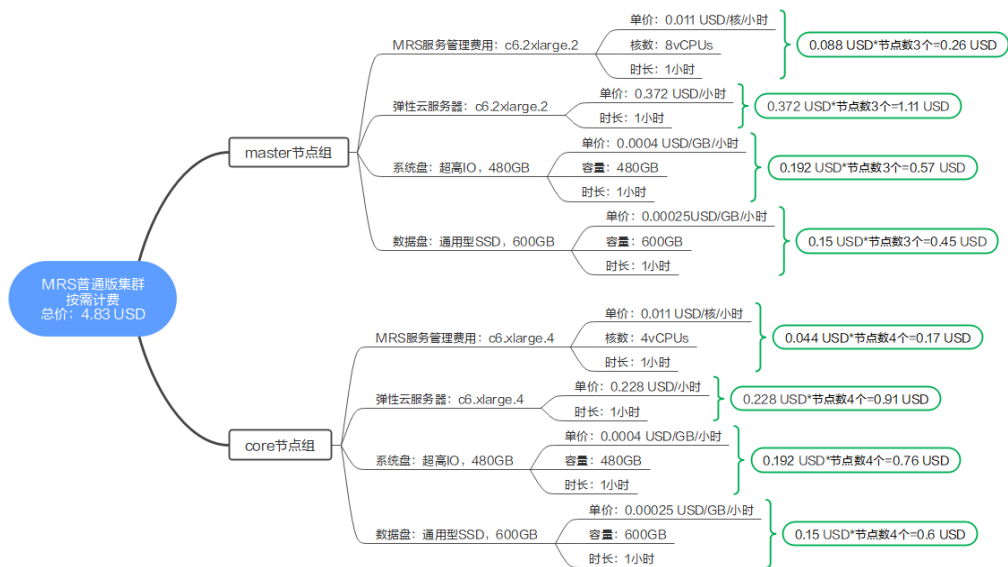 MRS普通版集群
按需计费
总价：4.83 USD
master节点组
MRS服务管理费用：c6.2xlarge.2
单价：0.011 USD/核/小时
核数：8vCPUs
时长：1小时
0.088 USD*节点数3个=0.26 USD
弹性云服务器：c6.2xlarge.2
单价：0.372 USD/小时
时长：1小时
0.372 USD*节点数3个=1.11 USD
系统盘：超高IO，480GB
单价：0.0004 USD/GB/小时
容量：480GB
时长：1小时
0.192 USD*节点数3个=0.57 USD
数据盘：通用型SSD，600GB
单价：0.00025USD/GB/小时
容量：600GB
时长：1小时
0.15 USD*节点数3个=0.45 USD
core节点组
MRS服务管理费用：c6.xlarge.4
单价：0.011 USD/核/小时
核数：4vCPUs
时长：1小时
0.044 USD*节点数4个=0.17 USD
弹性云服务器：c6.xlarge.4
单价：0.228 USD/小时
时长：1小时
0.228 USD*节点数4个=0.91 USD
系统盘：超高IO，480GB
单价：0.0004 USD/GB/小时
容量：480GB
时长：1小时
0.192 USD*节点数4个=0.76 USD
数据盘：通用型SSD，600GB
单价：0.00025 USD/GB/小时
容量：600GB
时长：1小时
0.15 USD*节点数4个=0.6 USD